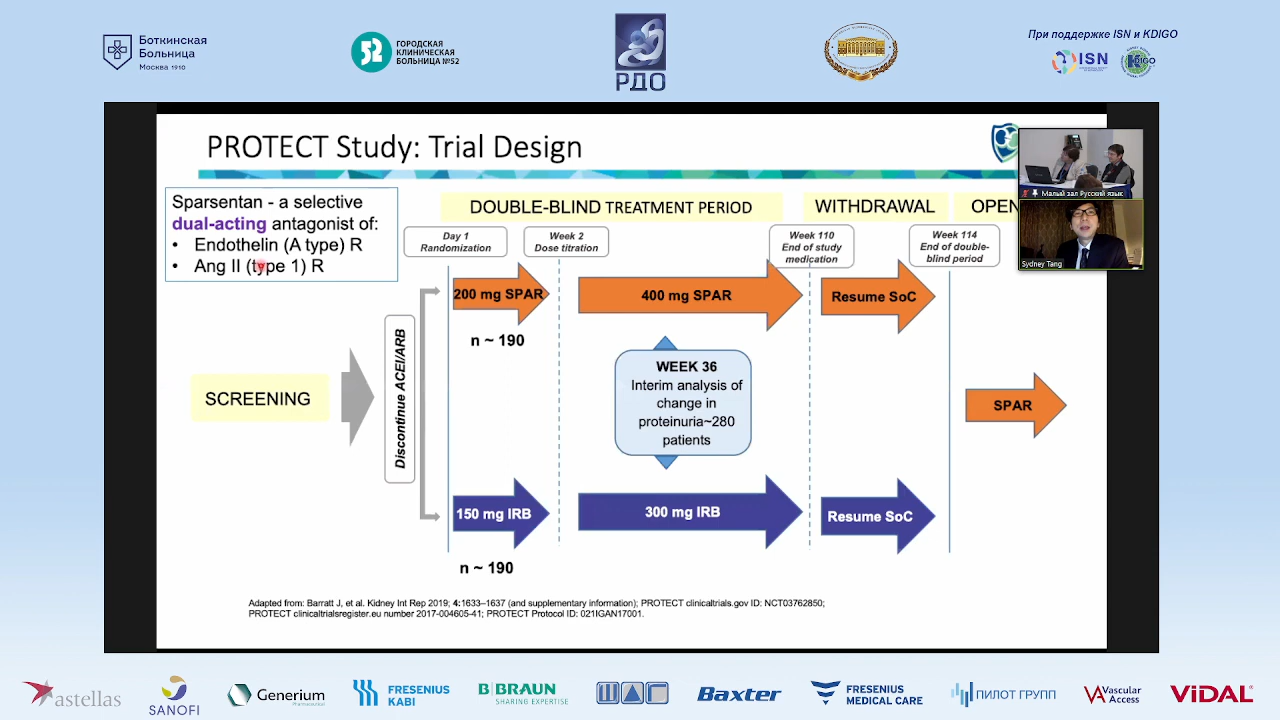 Боткинская
Больница
Москва 1910
52
ГОРОДСКАЯ
КЛИНИЧЕСКАЯ
БОЛЬНИЦА №52
РДО
При поддержке ISN и KDIGO
ISN
KDIGO
PROTECT Study: Trial Design
Малый зал Русский язык
Sydney Tang
Sparsentan - a selective
dual-acting antagonist of:
• Endothelin (A type) R
• Ang II (type 1) R
DOUBLE-BLIND TREATMENT PERIOD
WITHDRAWAL
OPEN
Day 1
Randomization
Week 2
Dose titration
Week 110
End of study
medication
Week 114
End of double-
blind period
200 mg SPAR
400 mg SPAR
Resume SoC
n ~ 190
SCREENING
Discontinue ACEI/ARB
WEEK 36
Interim analysis of
change in
proteinuria~280
patients
SPAR
150 mg IRB
300 mg IRB
Resume SoC
n ~ 190
Adapted from: Barratt J, et al. Kidney Int Rep 2019; 4:1633–1637 (and supplementary information); PROTECT clinicaltrials.gov ID: NCT03762850;
PROTECT clinicaltrialsregister.eu number 2017-004605-41; PROTECT Protocol ID: 021IGAN17001.
astellas
SANOFI
Generium
Pharmaceutical
FRESENIUS
KABI
B|BRAUN
SHARING EXPERTISE
ШАГ
Baxter
FRESENIUS
MEDICAL CARE
ПИЛОТ ГРУПП
VA Vascular
Access
ViDAL